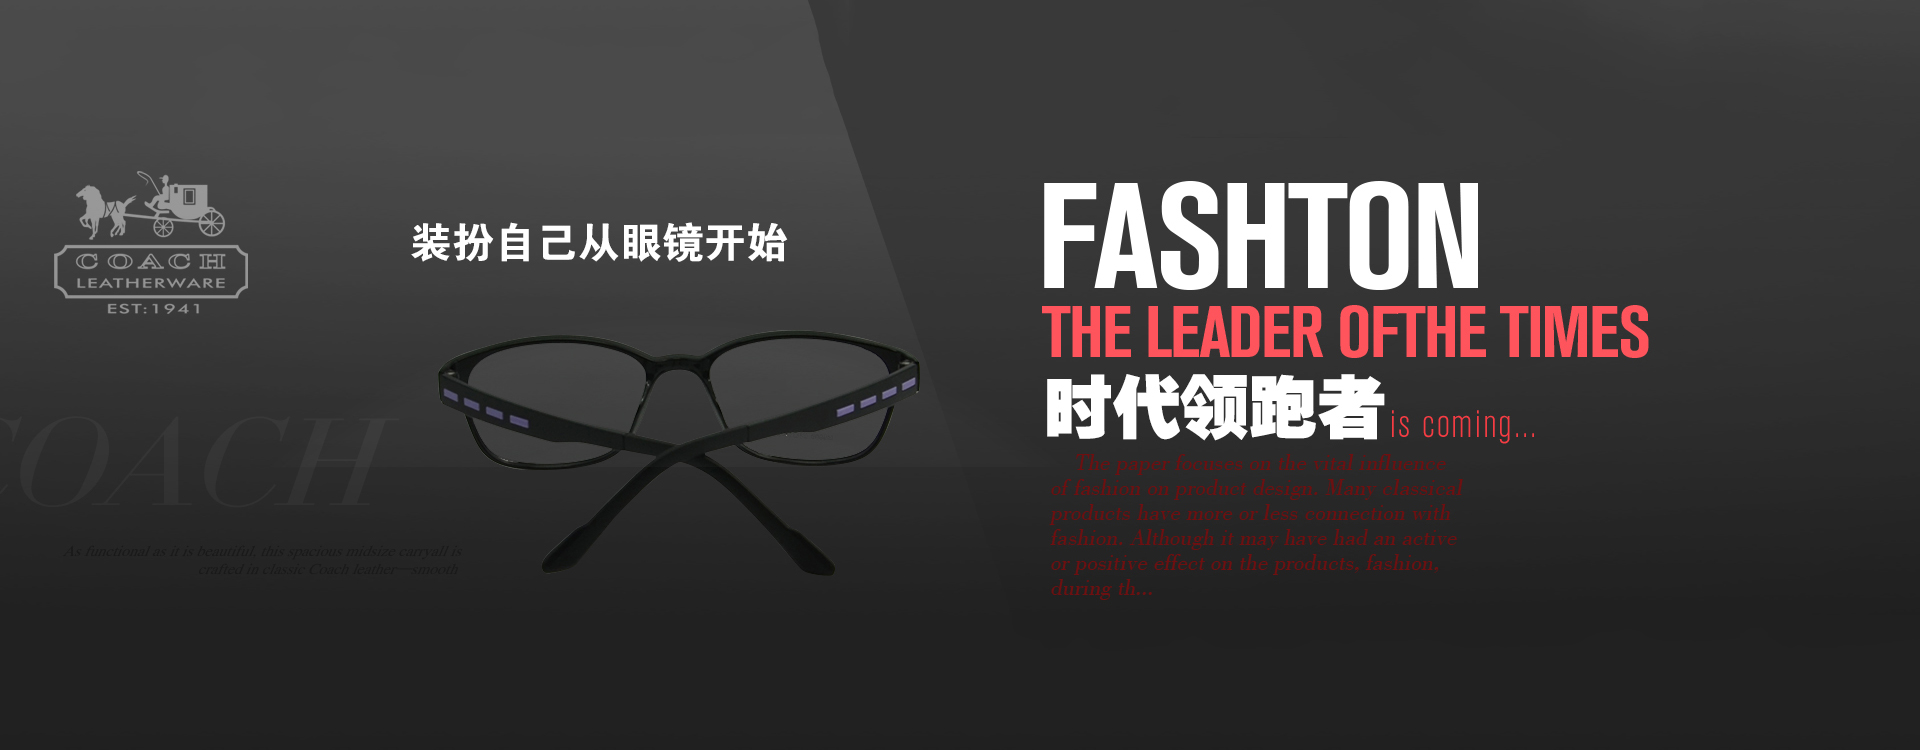 COACH
LEATHERWARE
EST:1941
装扮自己从眼镜开始
COACH
As functional as it is beautiful, this spacious midsize carryall is
crafted in classic Coach leather—smooth
FASHTON
THE LEADER OFTHE TIMES
时代领跑者 is coming...
The paper focuses on the vital influence
of fashion on product design. Many classical
products have more or less connection with
fashion. Although it may have had an active
or positive effect on the products, fashion,
during th...